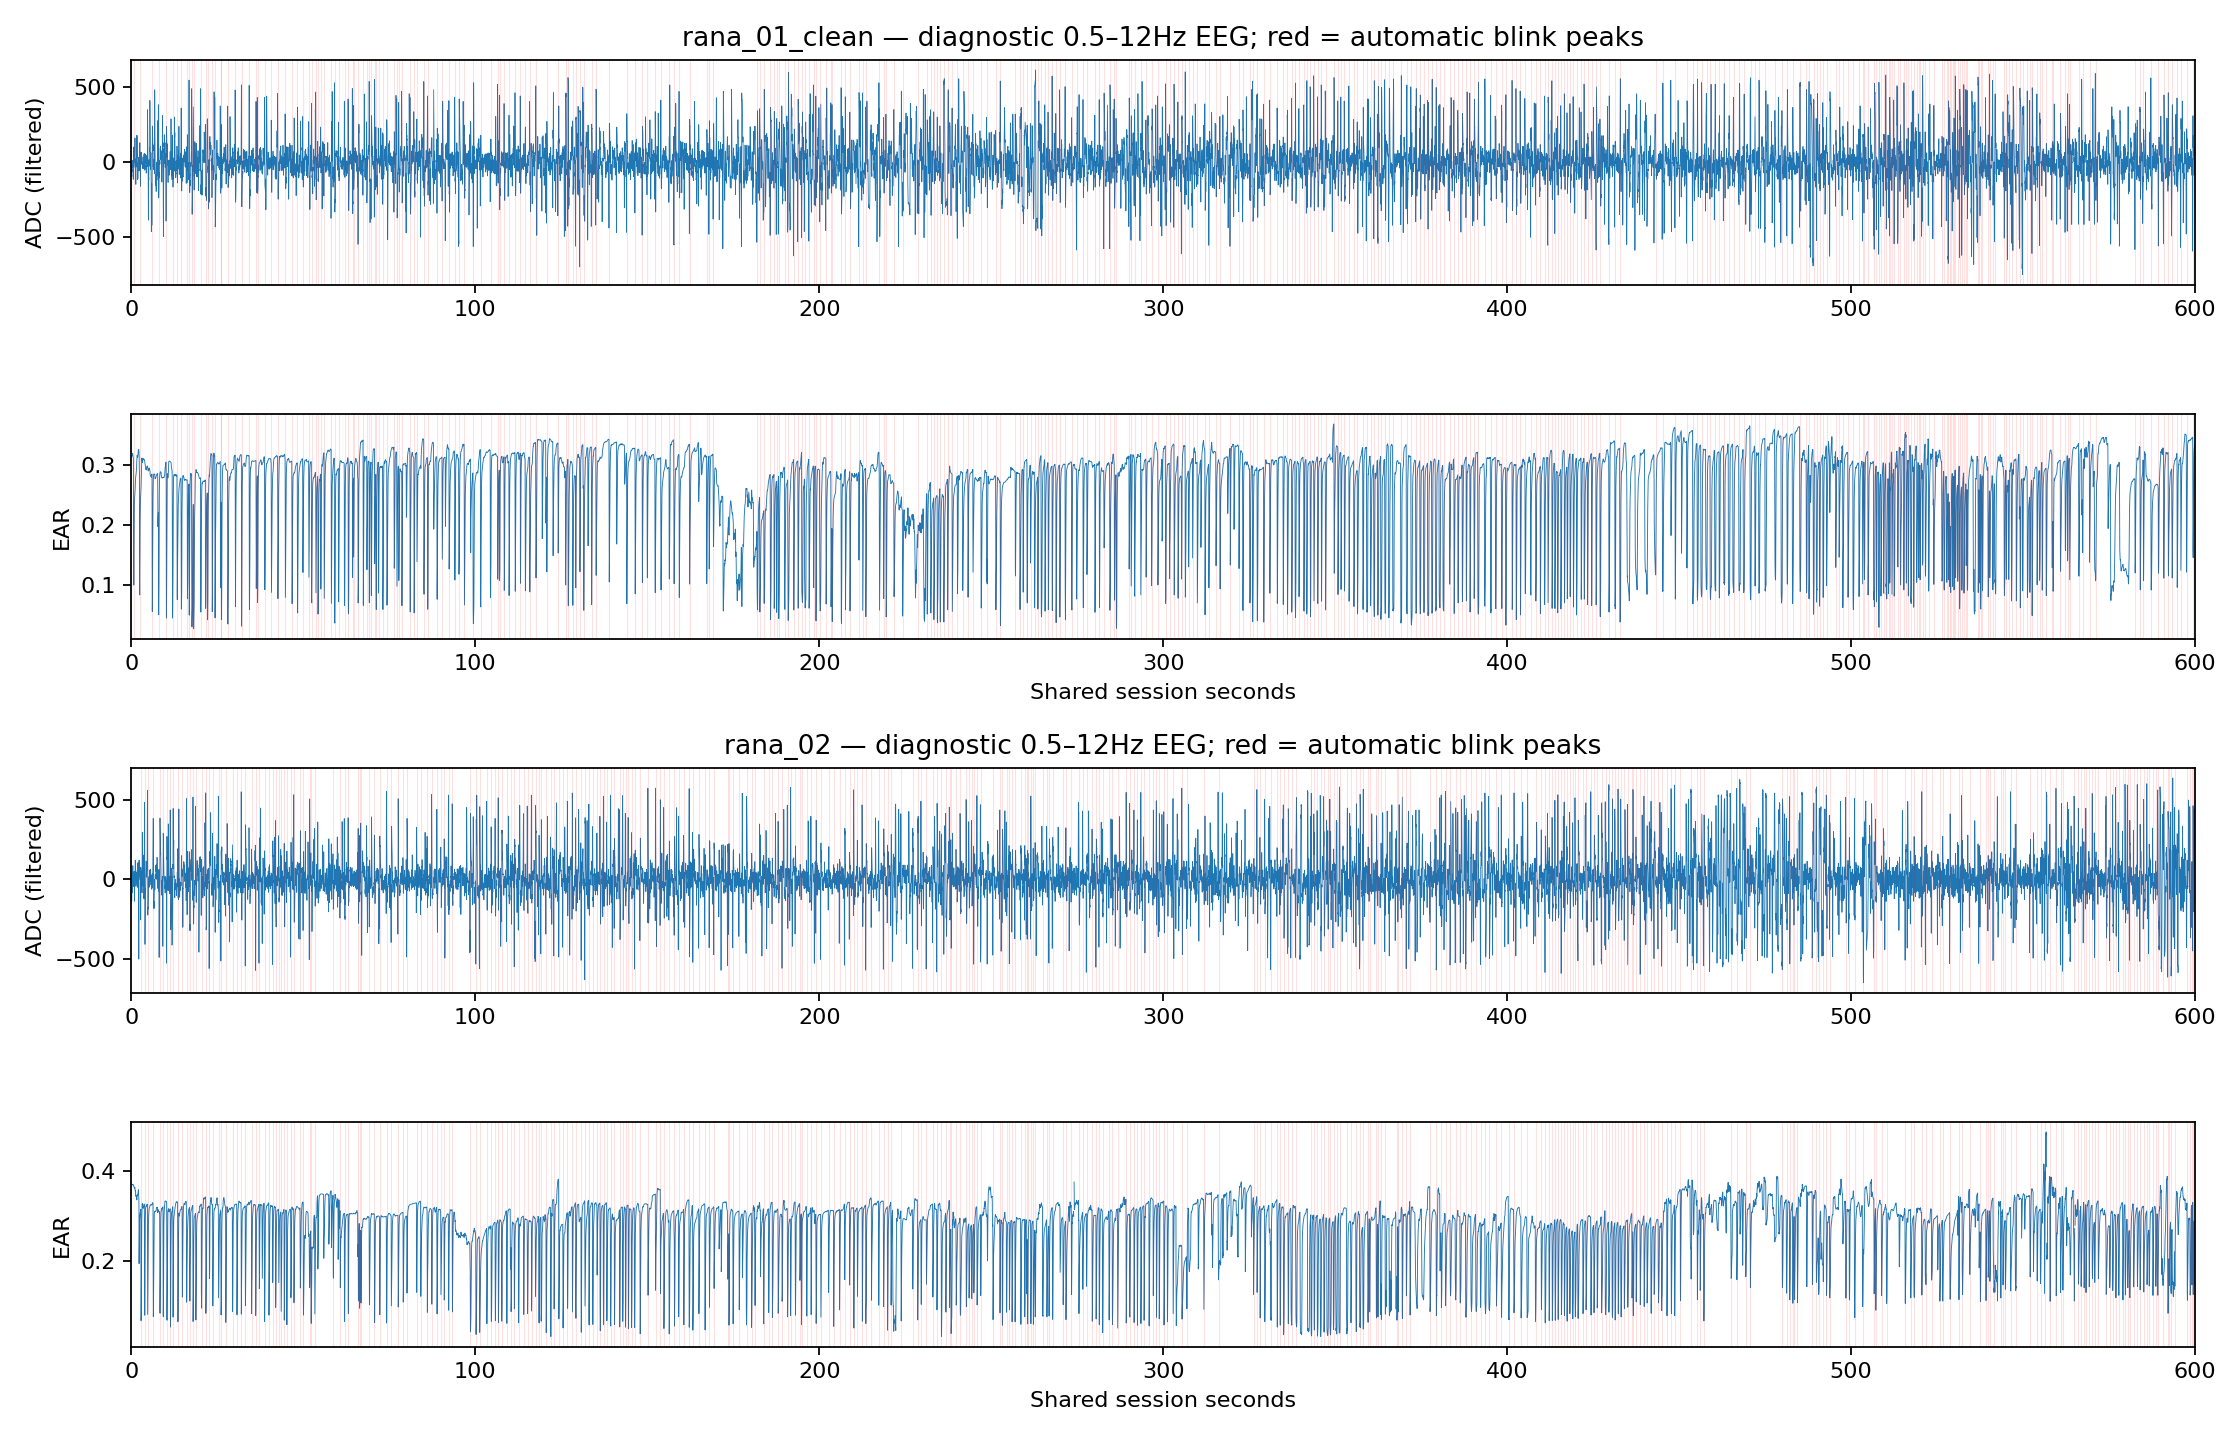 rana_01_clean — diagnostic 0.5–12Hz EEG; red = automatic blink peaks
ADC (filtered)
500
0
−500
0 100 200 300 400 500 600
EAR
0.3
0.2
0.1
0 100 200 300 400 500 600
Shared session seconds
rana_02 — diagnostic 0.5–12Hz EEG; red = automatic blink peaks
ADC (filtered)
500
0
−500
0 100 200 300 400 500 600
EAR
0.4
0.2
0 100 200 300 400 500 600
Shared session seconds